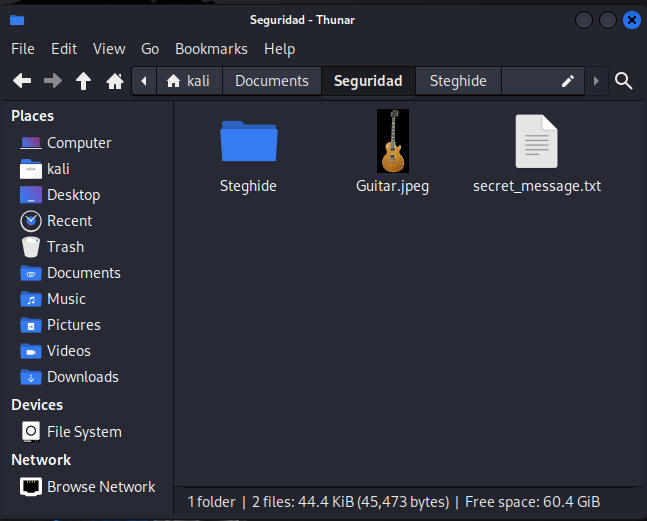 Seguridad - Thunar
File Edit View Go Bookmarks Help
kali Documents Seguridad Steghide
Places
Computer
kali
Desktop
Recent
Trash
Documents
Music
Pictures
Videos
Downloads
Devices
File System
Network
Browse Network
Steghide Guitar.jpeg secret_message.txt
1 folder | 2 files: 44.4 KiB (45,473 bytes) | Free space: 60.4 GiB